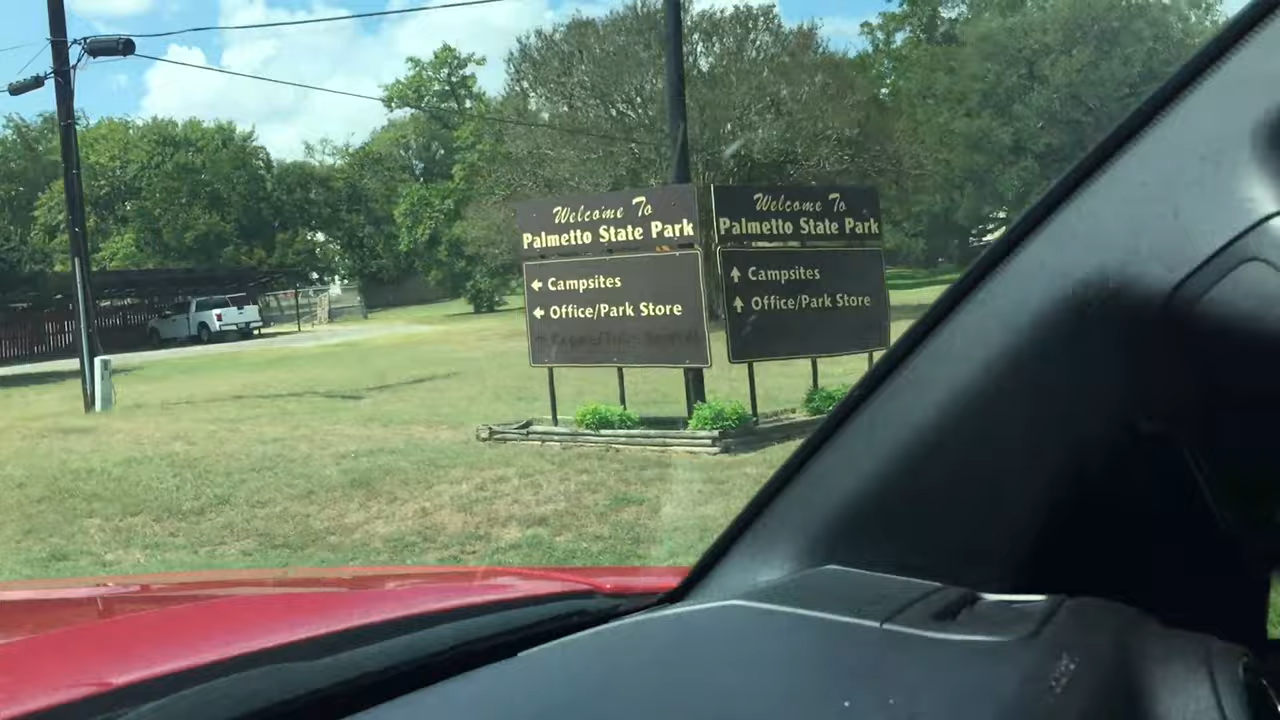 Welcome To
Palmetto State Park
← Campsites
← Office/Park Store
Welcome To
Palmetto State Park
↑ Campsites
↑ Office/Park Store